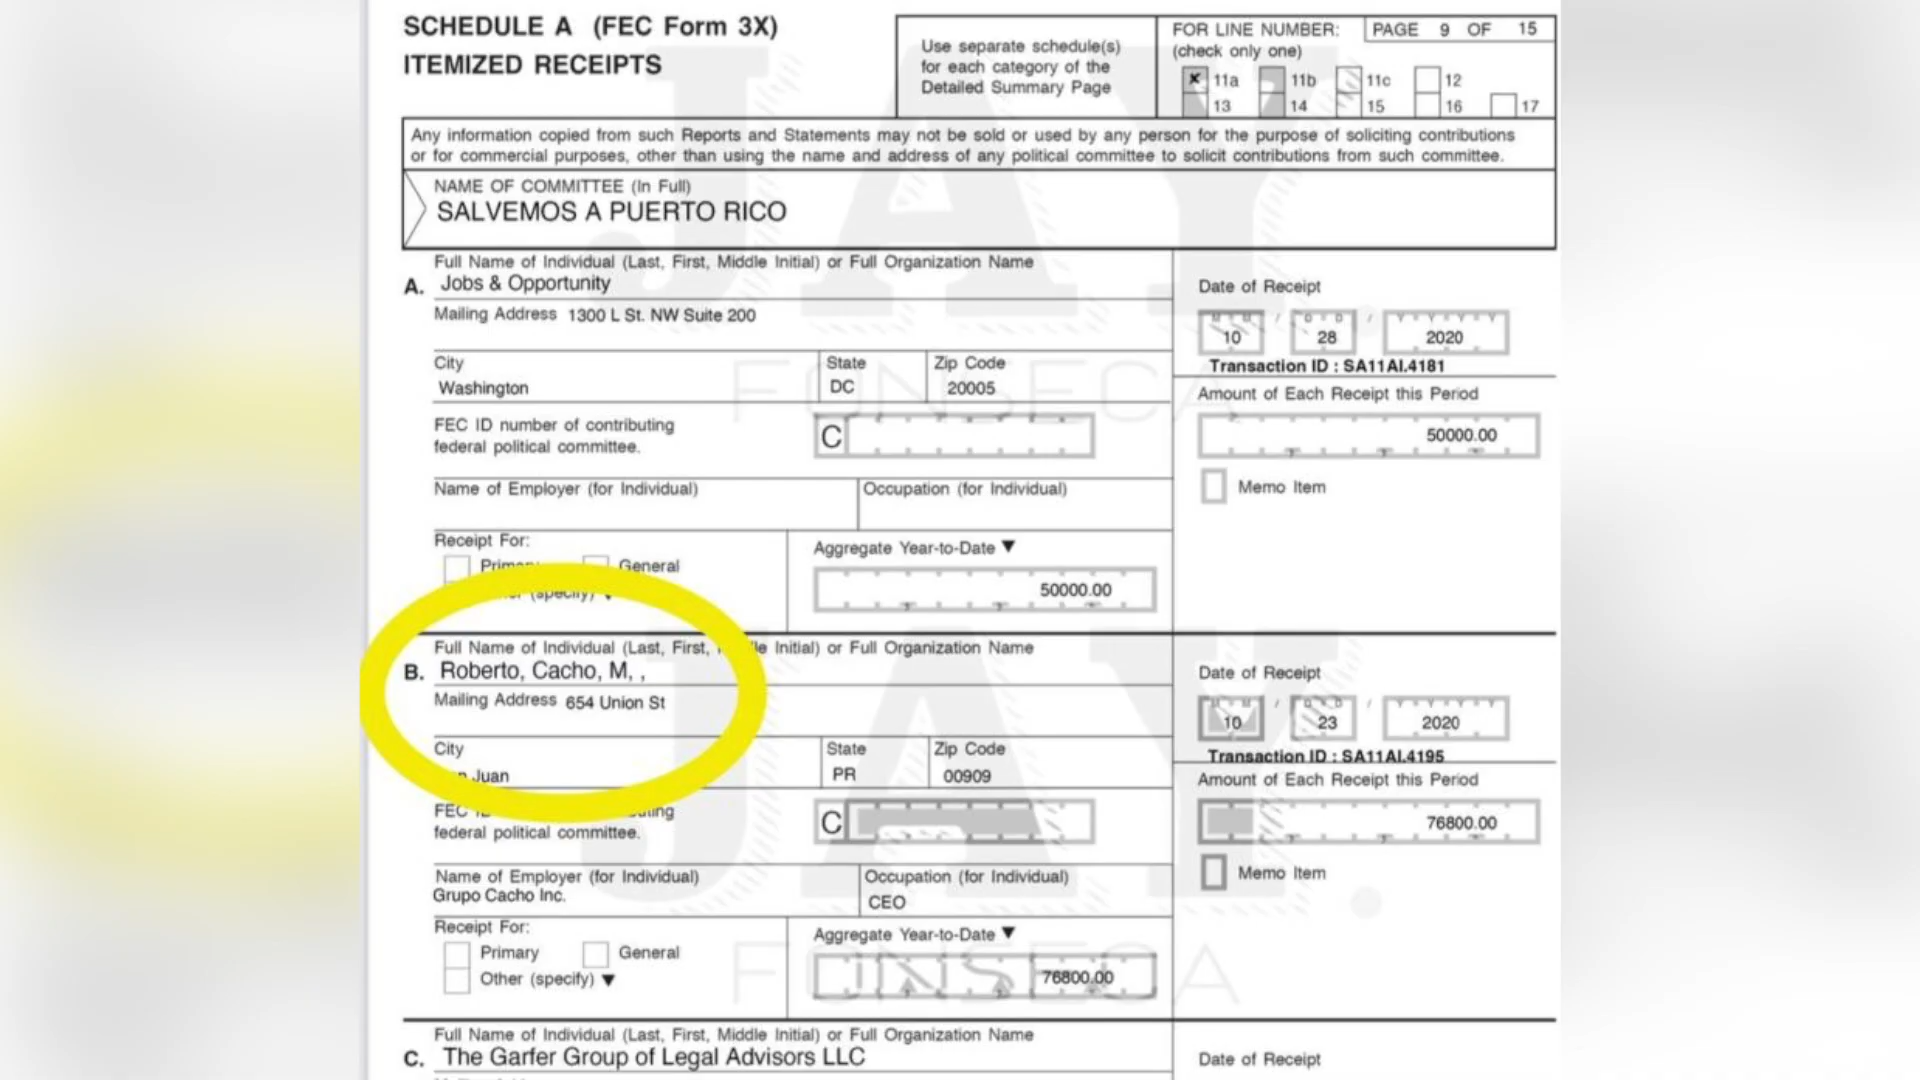 SCHEDULE A (FEC Form 3X)
ITEMIZED RECEIPTS
Use separate schedule(s)
for each category of the
Detailed Summary Page
FOR LINE NUMBER:
(check only one)
PAGE 9 OF 15
11a 11b 11c 12
13 14 15 16 17
Any information copied from such Reports and Statements may not be sold or used by any person for the purpose of soliciting contributions
or for commercial purposes, other than using the name and address of any political committee to solicit contributions from such committee.
NAME OF COMMITTEE (In Full)
SALVEMOS A PUERTO RICO
Full Name of Individual (Last, First, Middle Initial) or Full Organization Name
A. Jobs & Opportunity
Mailing Address 1300 L St. NW Suite 200
City State Zip Code
Washington DC 20005
FEC ID number of contributing
federal political committee.
C
Name of Employer (for Individual) Occupation (for Individual)
Receipt For:
General
(specify)
Aggregate Year-to-Date
50000.00
Date of Receipt
M M / D D / Y Y Y Y
10 28 2020
Transaction ID : SA11AI.4181
Amount of Each Receipt this Period
50000.00
Memo Item
Full Name of Individual (Last, First, Initial) or Full Organization Name
B. Roberto, Cacho, M, ,
Mailing Address 654 Union St
City State Zip Code
Juan PR 00909
FEC
federal political committee.
C
Name of Employer (for Individual) Occupation (for Individual)
Grupo Cacho Inc. CEO
Receipt For:
Primary General
Other (specify)
Aggregate Year-to-Date
76800.00
Date of Receipt
M M / D D / Y Y Y Y
10 23 2020
Transaction ID : SA11AI.4195
Amount of Each Receipt this Period
76800.00
Memo Item
Full Name of Individual (Last, First, Middle Initial) or Full Organization Name
C. The Garfer Group of Legal Advisors LLC
Date of Receipt
JAY
FONSECA
JAY.
FONSECA